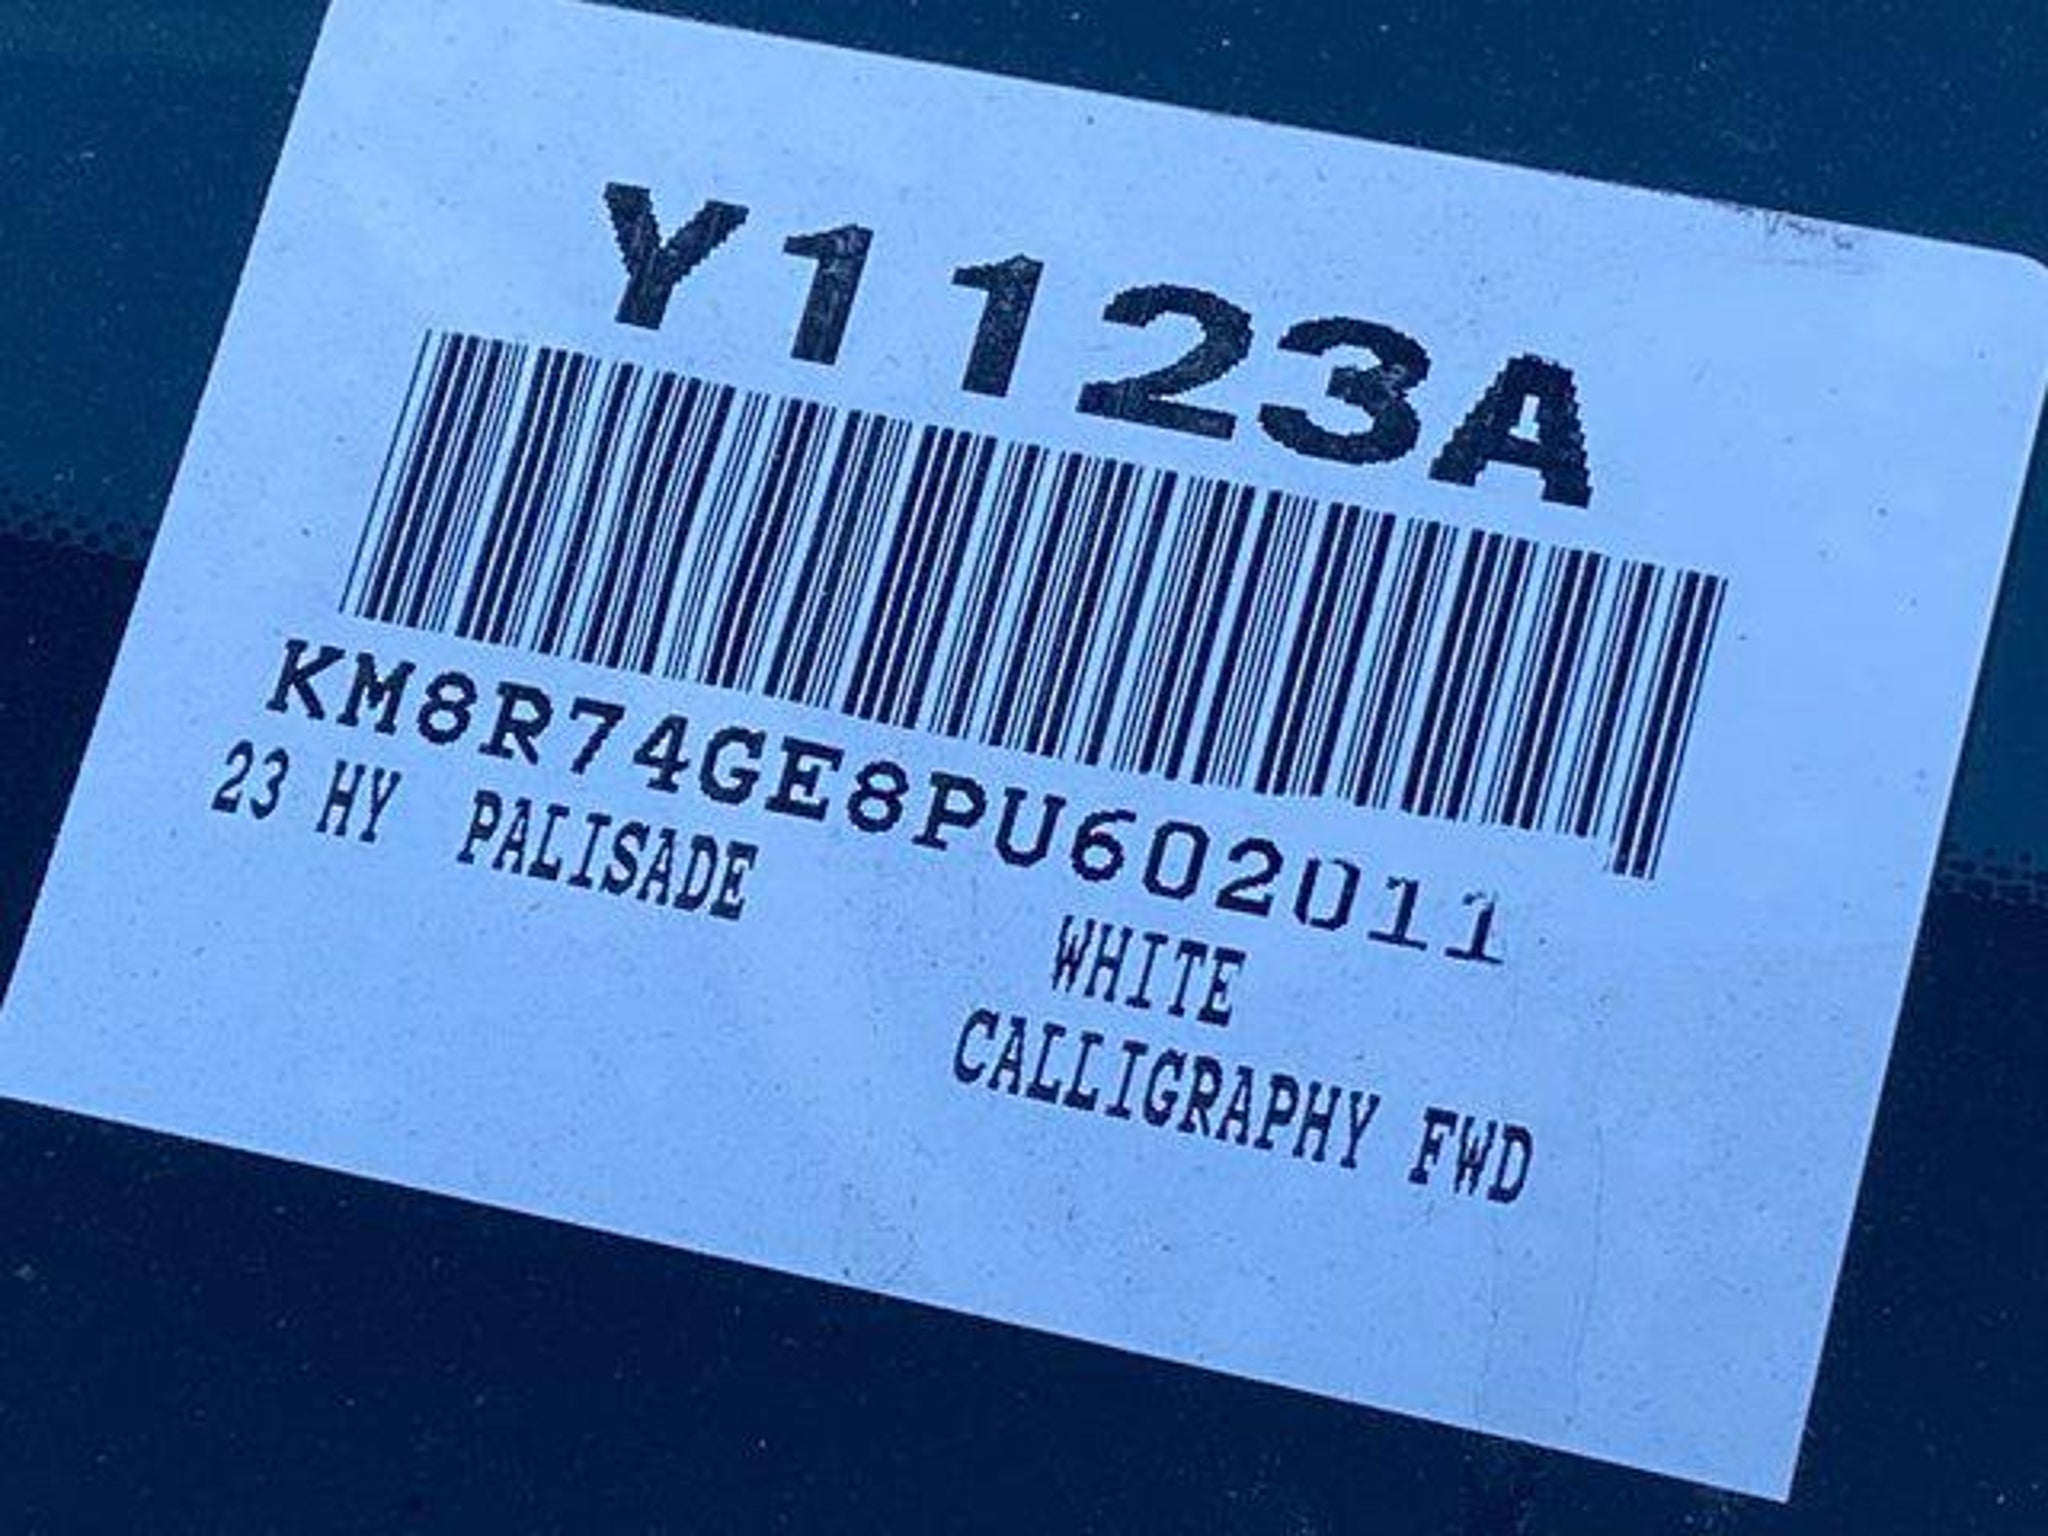 Y1123A
KM8R74GE8PU602011
23 HY PALISADE
WHITE
CALLIGRAPHY FWD